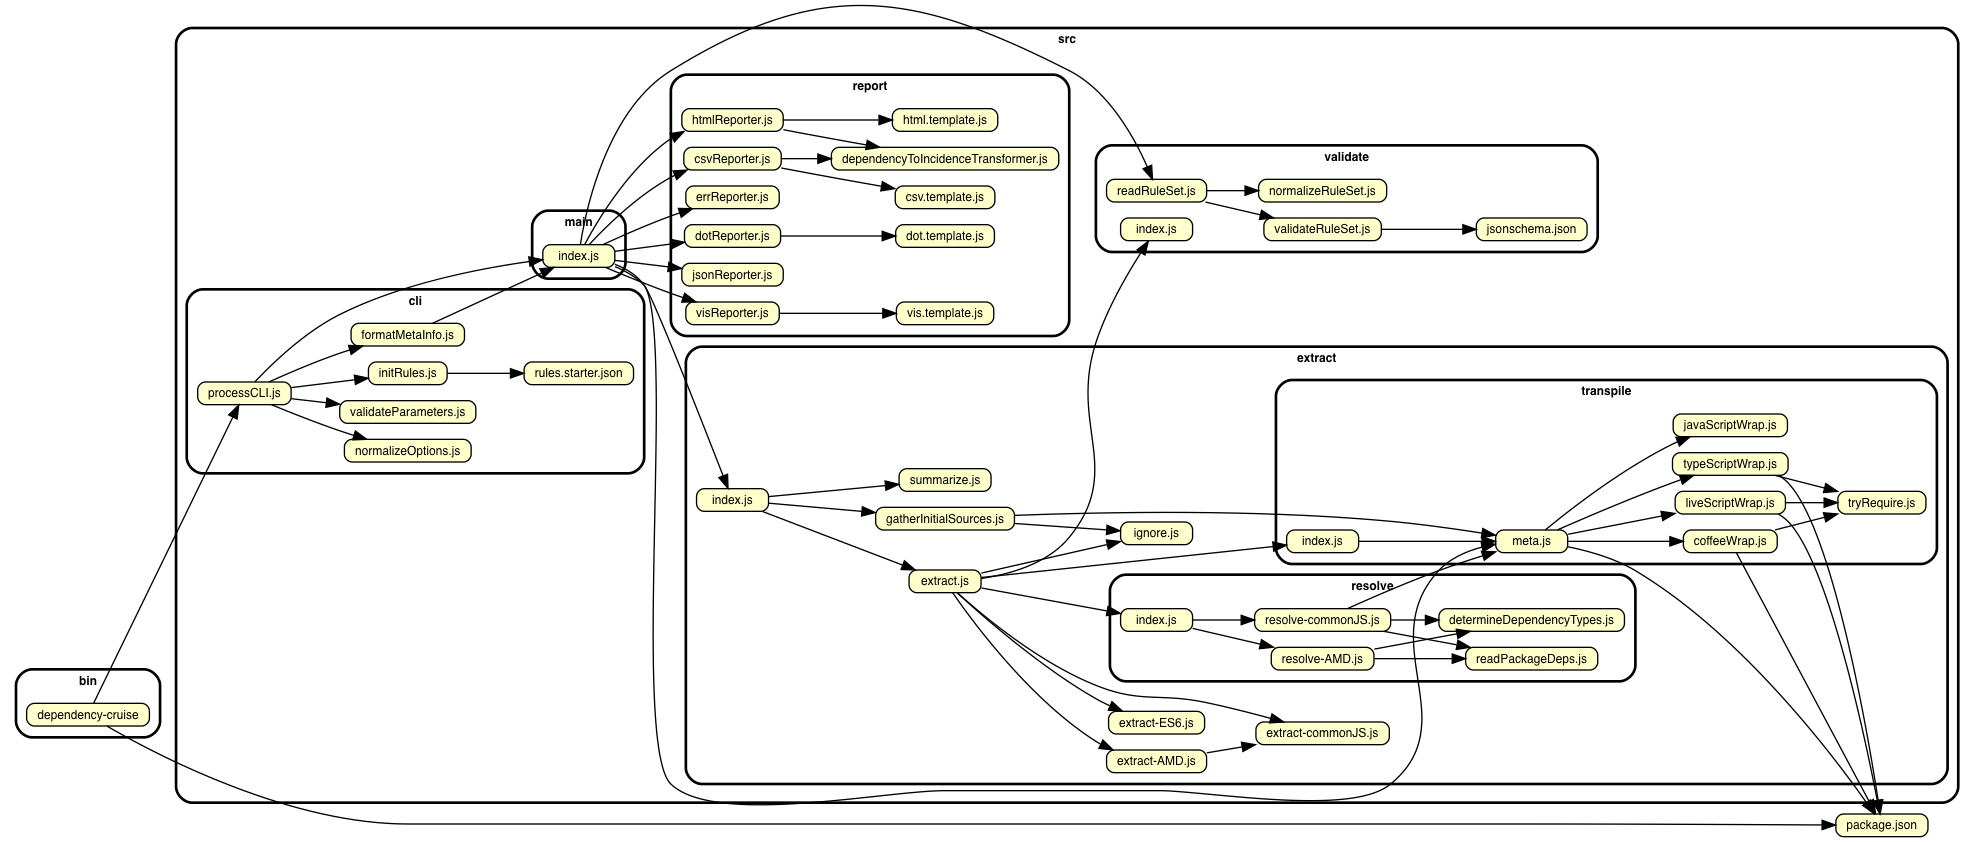 src
report
htmlReporter.js
html.template.js
csvReporter.js
dependencyToIncidenceTransformer.js
errReporter.js
csv.template.js
dotReporter.js
dot.template.js
jsonReporter.js
visReporter.js
vis.template.js
validate
readRuleSet.js
normalizeRuleSet.js
index.js
validateRuleSet.js
jsonschema.json
main
index.js
cli
formatMetaInfo.js
initRules.js
rules.starter.json
processCLI.js
validateParameters.js
normalizeOptions.js
extract
index.js
summarize.js
gatherInitialSources.js
ignore.js
extract.js
transpile
javaScriptWrap.js
typeScriptWrap.js
liveScriptWrap.js
tryRequire.js
index.js
meta.js
coffeeWrap.js
resolve
index.js
resolve-commonJS.js
determineDependencyTypes.js
resolve-AMD.js
readPackageDeps.js
extract-ES6.js
extract-commonJS.js
extract-AMD.js
bin
dependency-cruise
package.json